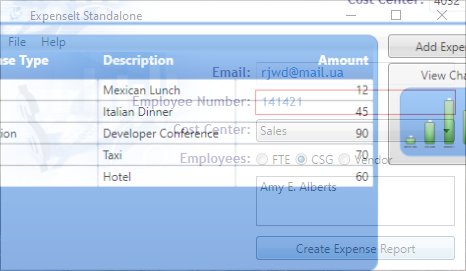 Cost Center: 4032
ExpenseIt Standalone
File Help
Add Expe
se Type Description Amount
View Cha
Email: rjwd@mail.ua
Mexican Lunch 12
Employee Number: 141421
Italian Dinner 45
Cost Center: Sales
ion Developer Conference 90
Employees: FTE CSG Vendor
Taxi 70
Hotel 60
Amy E. Alberts
Create Expense Report